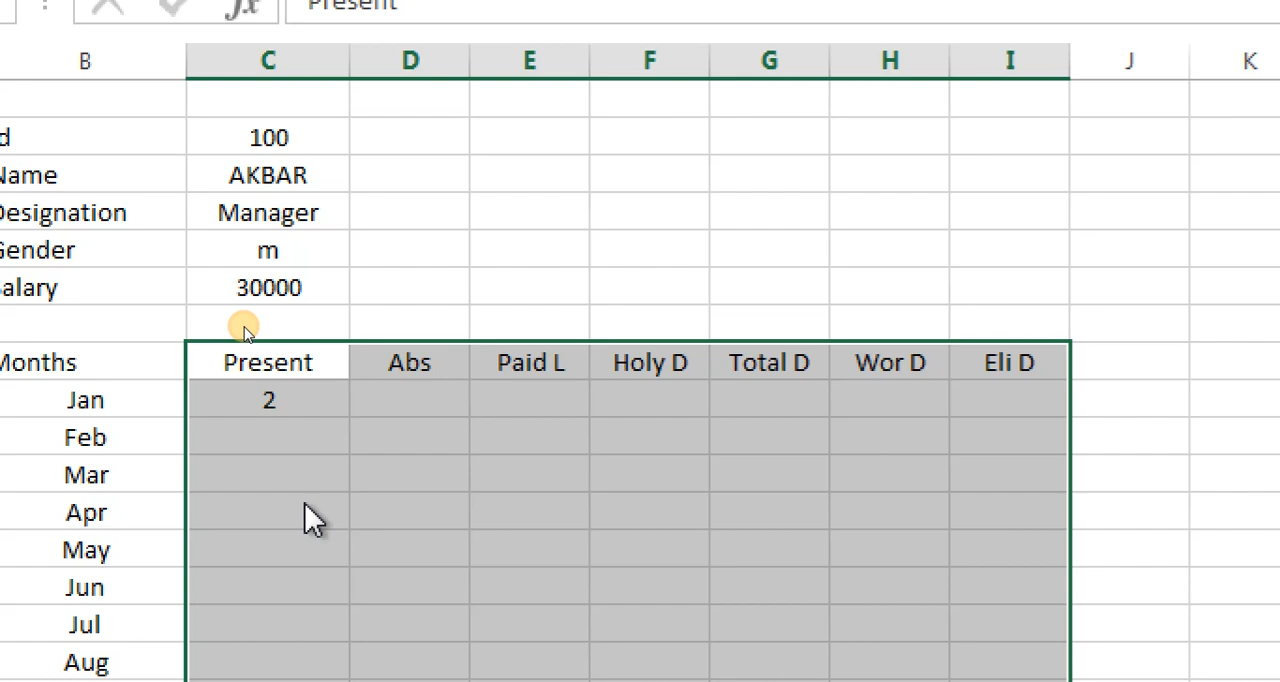 fx Present
B C D E F G H I J K
d 100
Name AKBAR
Designation Manager
Gender m
alary 30000
Months Present Abs Paid L Holy D Total D Wor D Eli D
Jan 2
Feb
Mar
Apr
May
Jun
Jul
Aug